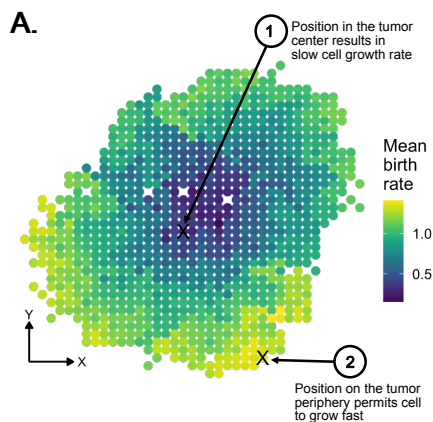 A.
1
Position in the tumor
center results in
slow cell growth rate
Mean
birth
rate
1.0
0.5
X
X
Y
X
2
Position on the tumor
periphery permits cell
to grow fast